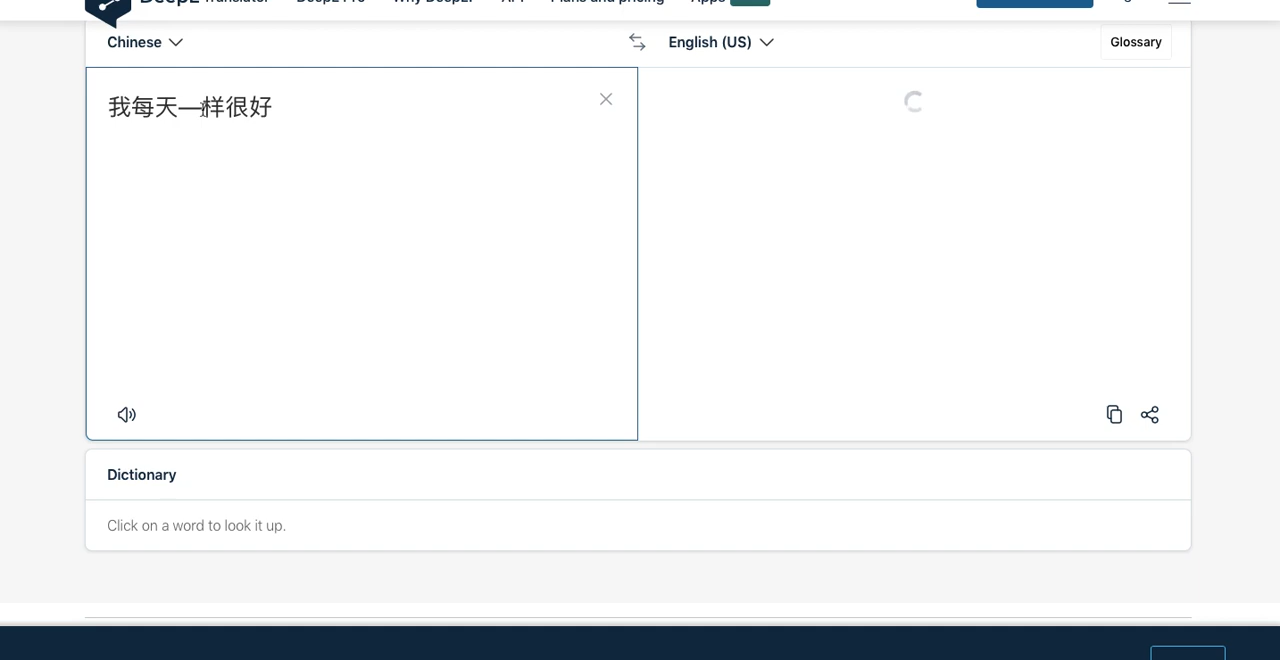 Chinese
English (US)
Glossary
我每天一样很好
Dictionary
Click on a word to look it up.